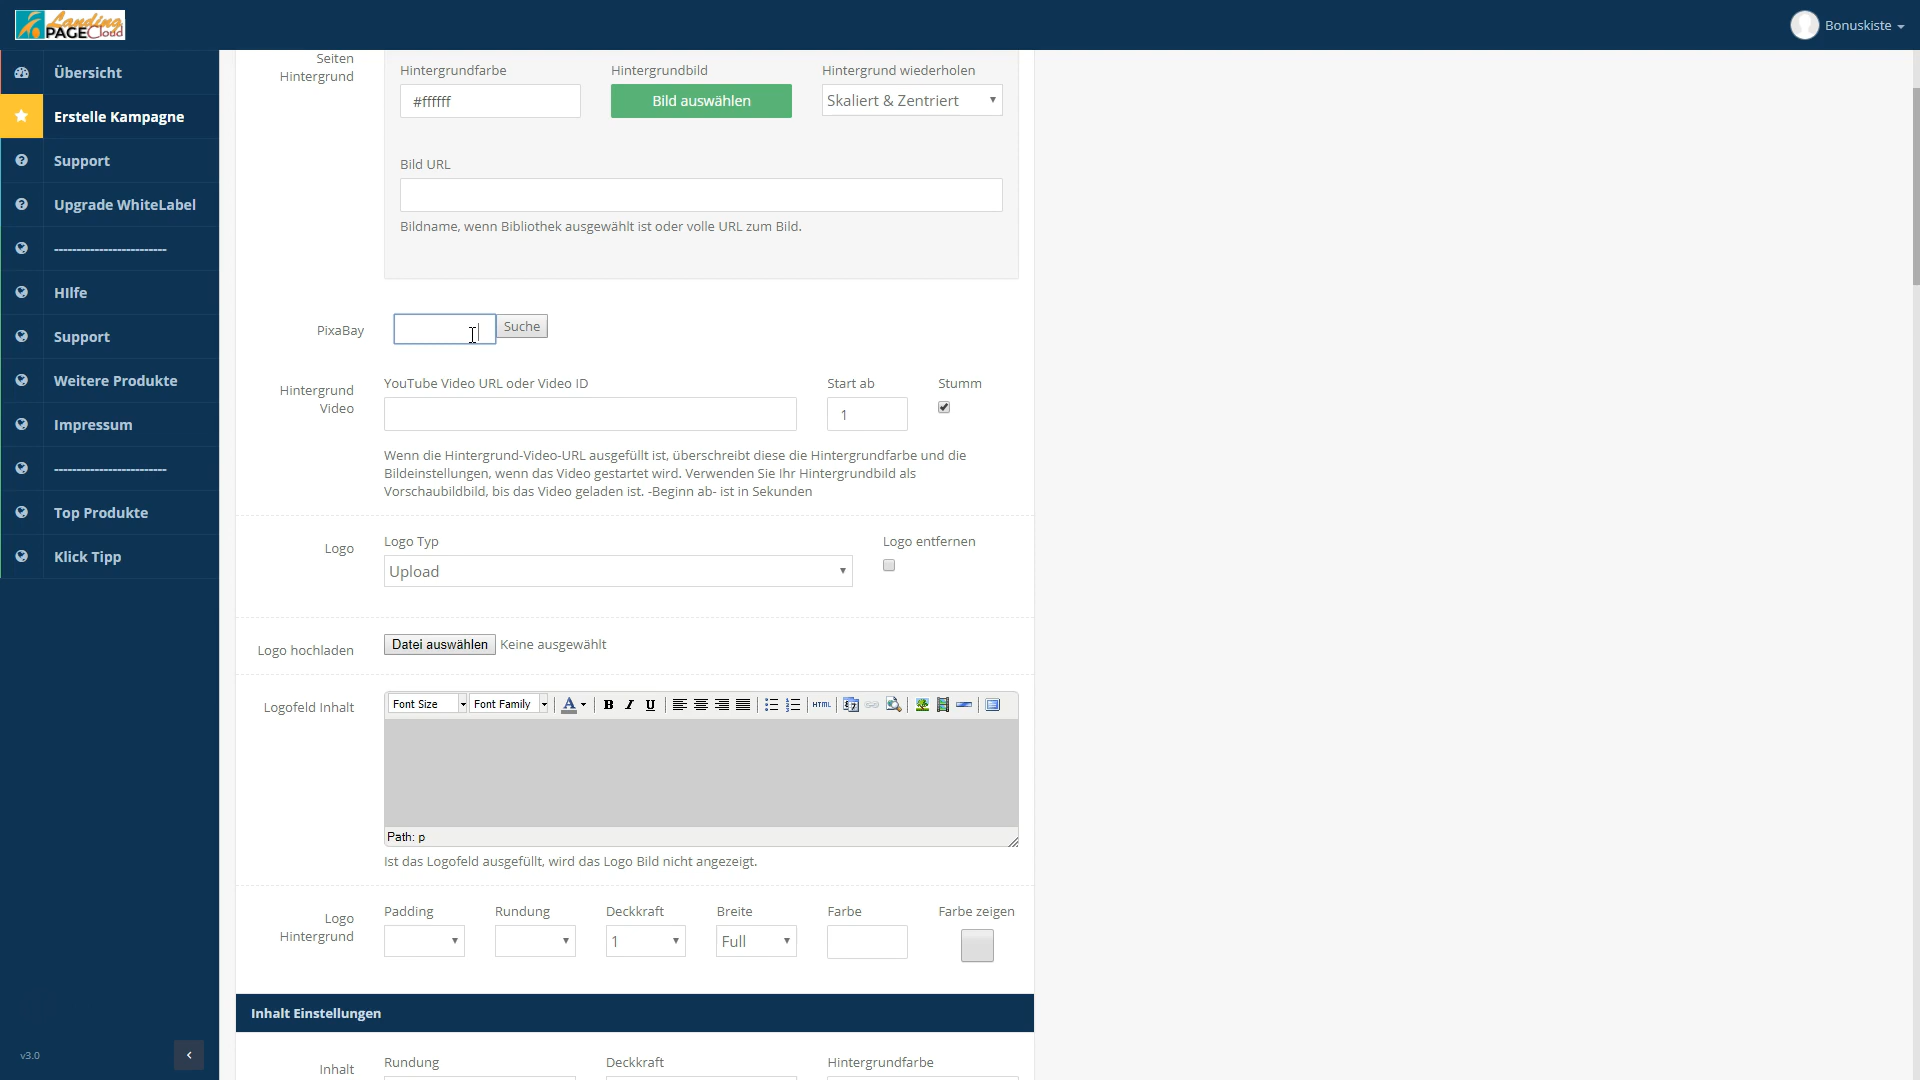 Landing
PAGECloud
Bonuskiste
Übersicht
Erstelle Kampagne
Support
Upgrade WhiteLabel
-------------------------
HIlfe
Support
Weitere Produkte
Impressum
-------------------------
Top Produkte
Klick Tipp
v3.0
Seiten
Hintergrund
Hintergrundfarbe
Hintergrundbild
Hintergrund wiederholen
#ffffff
Bild auswählen
Skaliert & Zentriert
Bild URL
Bildname, wenn Bibliothek ausgewählt ist oder volle URL zum Bild.
PixaBay
Suche
Hintergrund
Video
YouTube Video URL oder Video ID
Start ab
Stumm
1
Wenn die Hintergrund-Video-URL ausgefüllt ist, überschreibt diese die Hintergrundfarbe und die
Bildeinstellungen, wenn das Video gestartet wird. Verwenden Sie Ihr Hintergrundbild als
Vorschaubildbild, bis das Video geladen ist. -Beginn ab- ist in Sekunden
Logo
Logo Typ
Logo entfernen
Upload
Logo hochladen
Datei auswählen Keine ausgewählt
Logofeld Inhalt
Font Size
Font Family
A
B
I
U
HTML
Path: p
Ist das Logofeld ausgefüllt, wird das Logo Bild nicht angezeigt.
Logo
Hintergrund
Padding
Rundung
Deckkraft
Breite
Farbe
Farbe zeigen
1
Full
Inhalt Einstellungen
Inhalt
Rundung
Deckkraft
Hintergrundfarbe